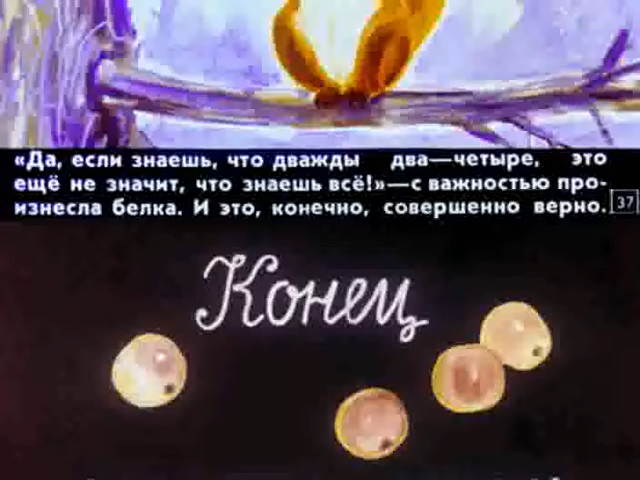 «Да, если знаешь, что дважды два—четыре, это
ещё не значит, что знаешь всё!»—с важностью про-
изнесла белка. И это, конечно, совершенно верно.
37
Конец